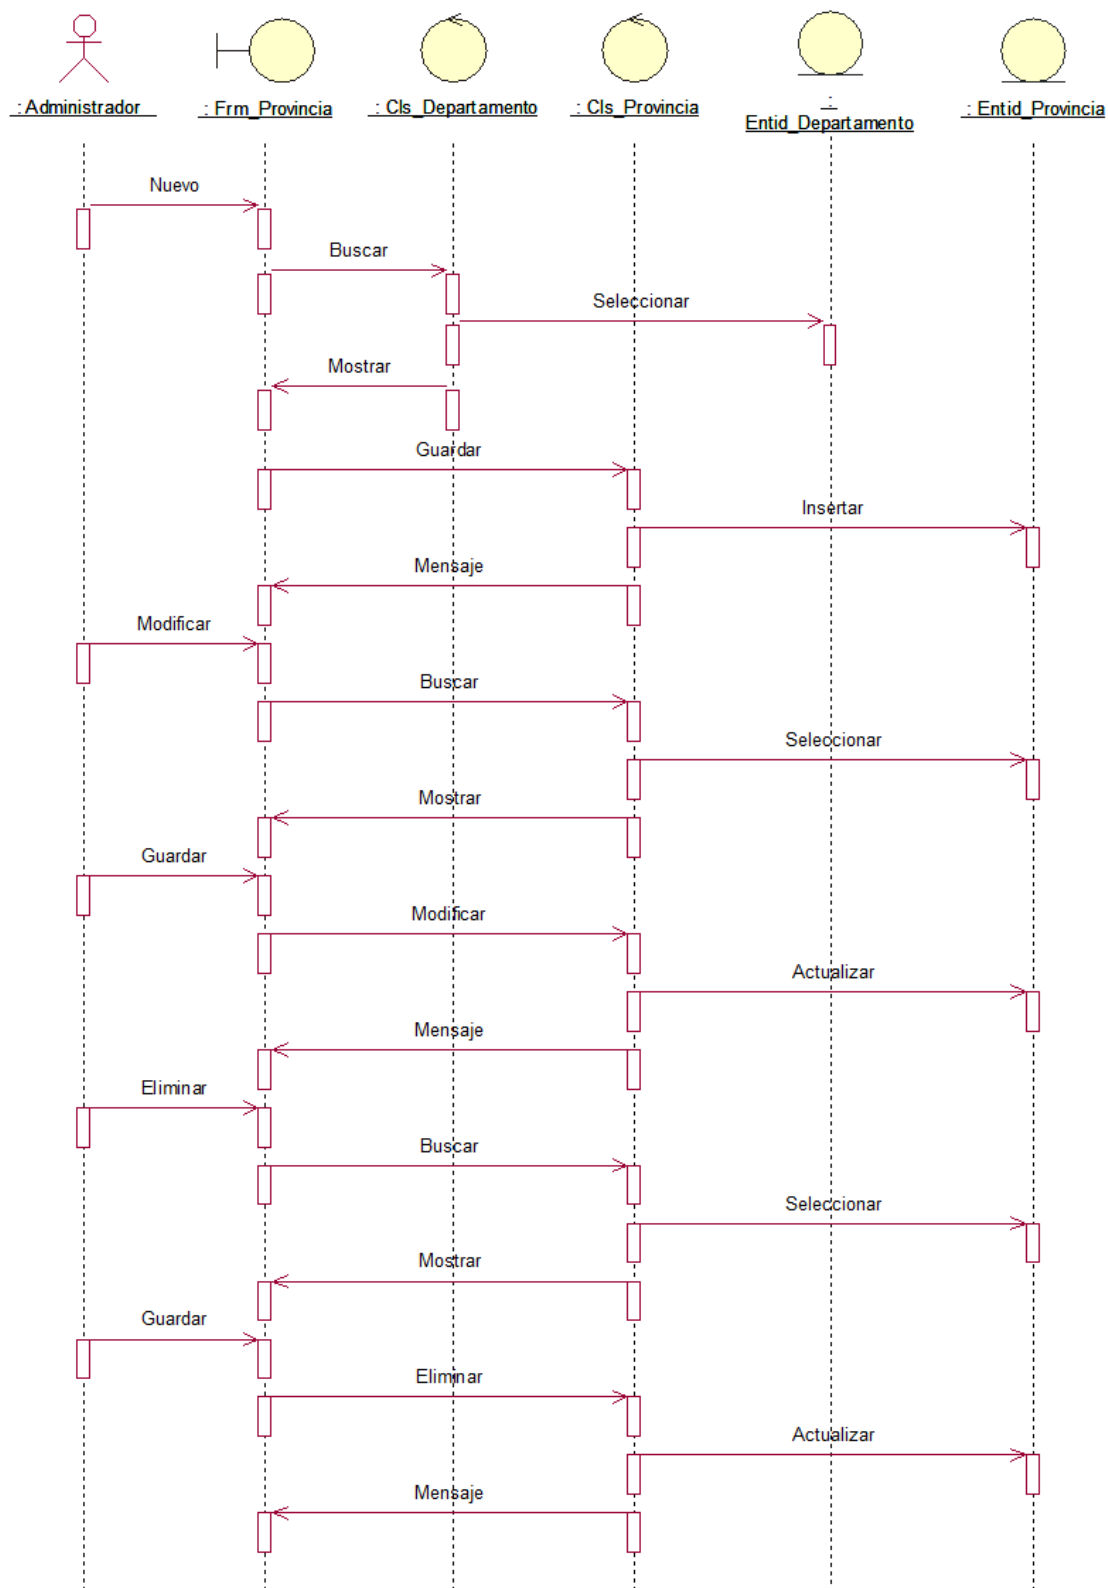 : Administrador
: Frm_Provincia
: Cls_Departamento
: Cls_Provincia
:
Entid_Departamento
: Entid_Provincia
Nuevo
Buscar
Seleccionar
Mostrar
Guardar
Insertar
Mensaje
Modificar
Buscar
Seleccionar
Mostrar
Guardar
Modificar
Actualizar
Mensaje
Eliminar
Buscar
Seleccionar
Mostrar
Guardar
Eliminar
Actualizar
Mensaje